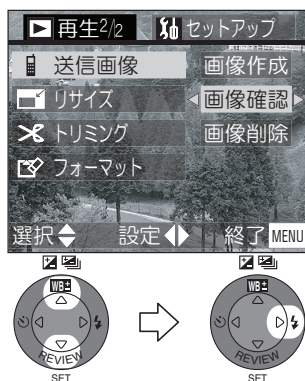 再生2/2 セットアップ
送信画像 画像作成
リサイズ 画像確認
トリミング 画像削除
フォーマット
選択 設定 終了 MENU
WB± WB±
REVIEW REVIEW
SET SET